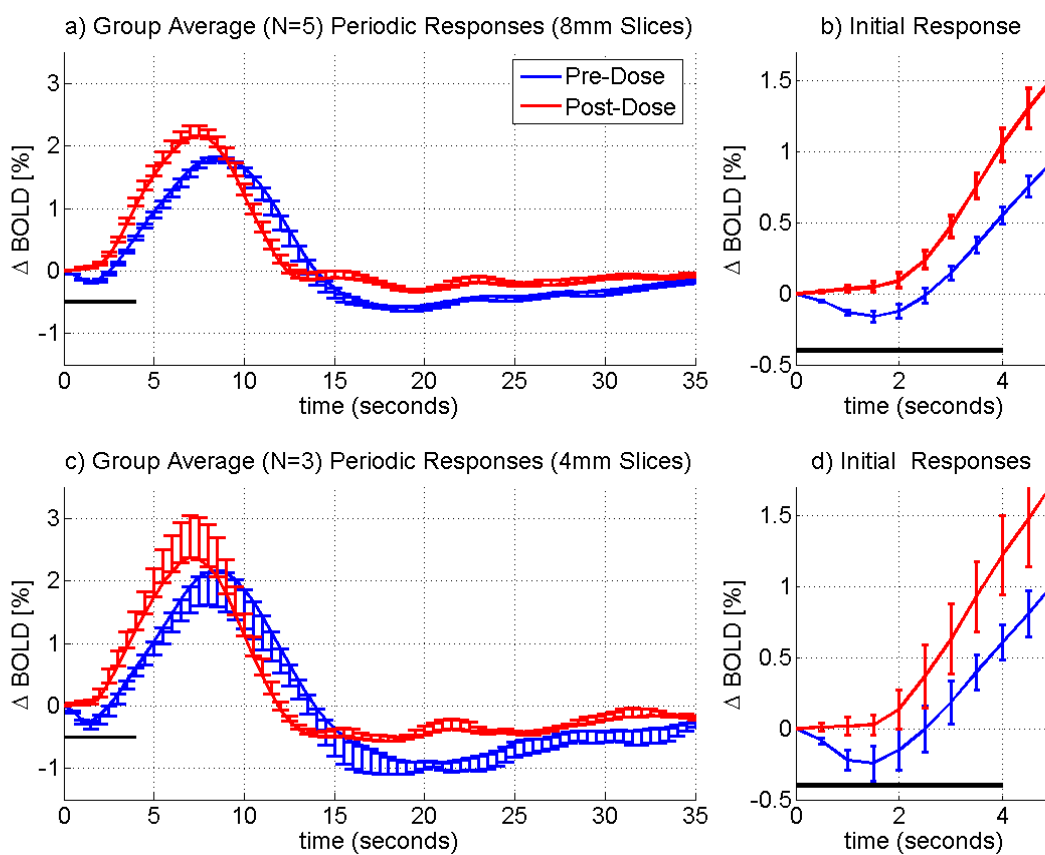 a) Group Average (N=5) Periodic Responses (8mm Slices)
3
2
1
0
-1
Δ BOLD [%]
Pre-Dose
Post-Dose
0 5 10 15 20 25 30 35
time (seconds)
b) Initial Response
1.5
1
0.5
0
-0.5
Δ BOLD [%]
0 2 4
time (seconds)
c) Group Average (N=3) Periodic Responses (4mm Slices)
3
2
1
0
-1
Δ BOLD [%]
0 5 10 15 20 25 30 35
time (seconds)
d) Initial Responses
1.5
1
0.5
0
-0.5
Δ BOLD [%]
0 2 4
time (seconds)